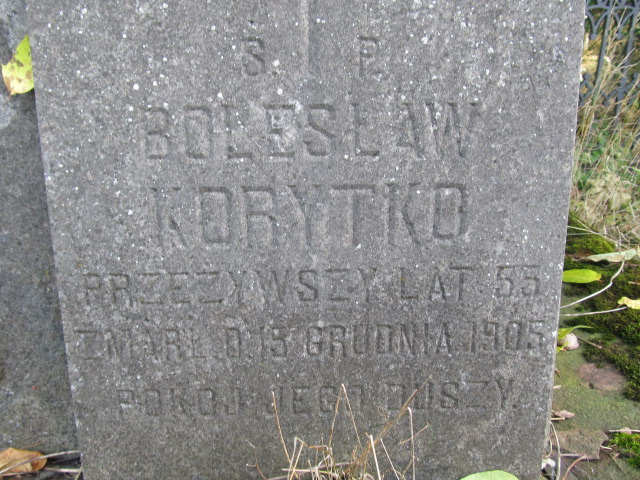 Ś. P.
BOLESŁAW
KORYTKO
PRZEŻYWSZY LAT 55
ZMARŁ D. 15 GRUDNIA 1905
POKÓJ JEGO DUSZY.